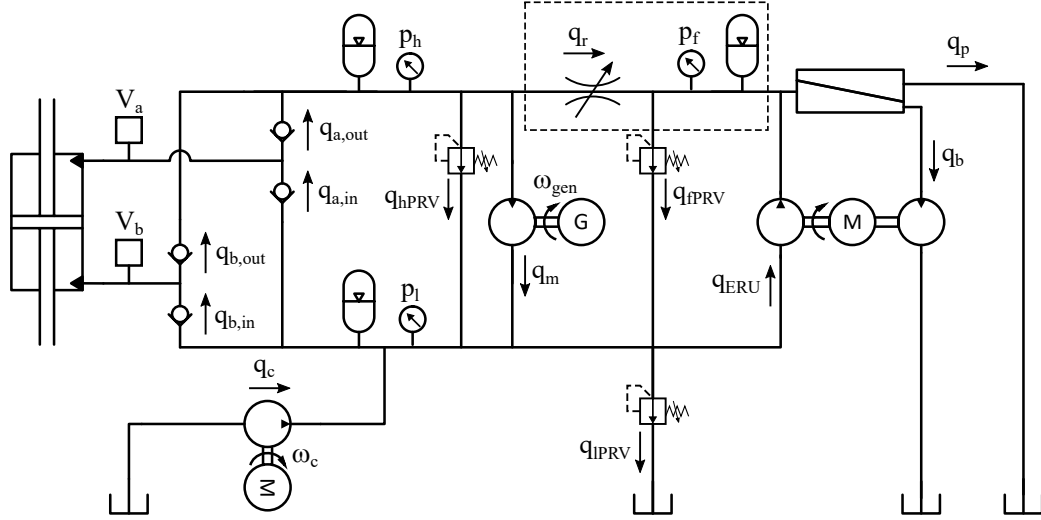 p_h
q_r
p_f
q_p
V_a
q_a,out
q_a,in
q_hPRV
ω_gen
G
q_fPRV
q_b
M
V_b
q_b,out
q_b,in
p_l
q_m
q_ERU
q_c
ω_c
M
q_lPRV